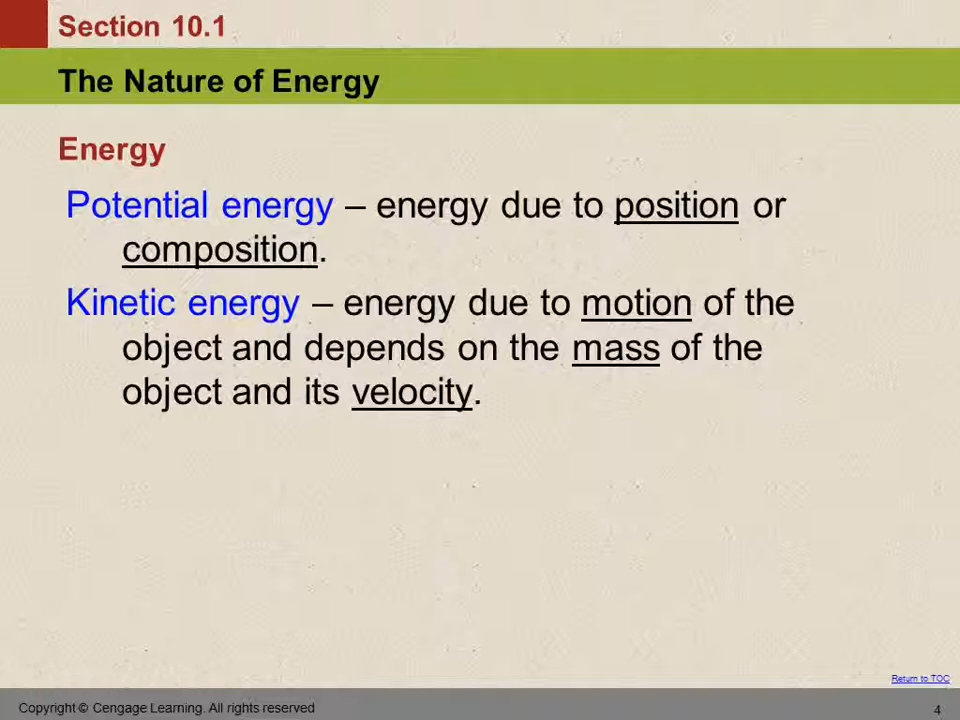 Section 10.1
The Nature of Energy
Energy
Potential energy – energy due to position or
composition.
Kinetic energy – energy due to motion of the
object and depends on the mass of the
object and its velocity.
Return to TOC
Copyright © Cengage Learning. All rights reserved
4